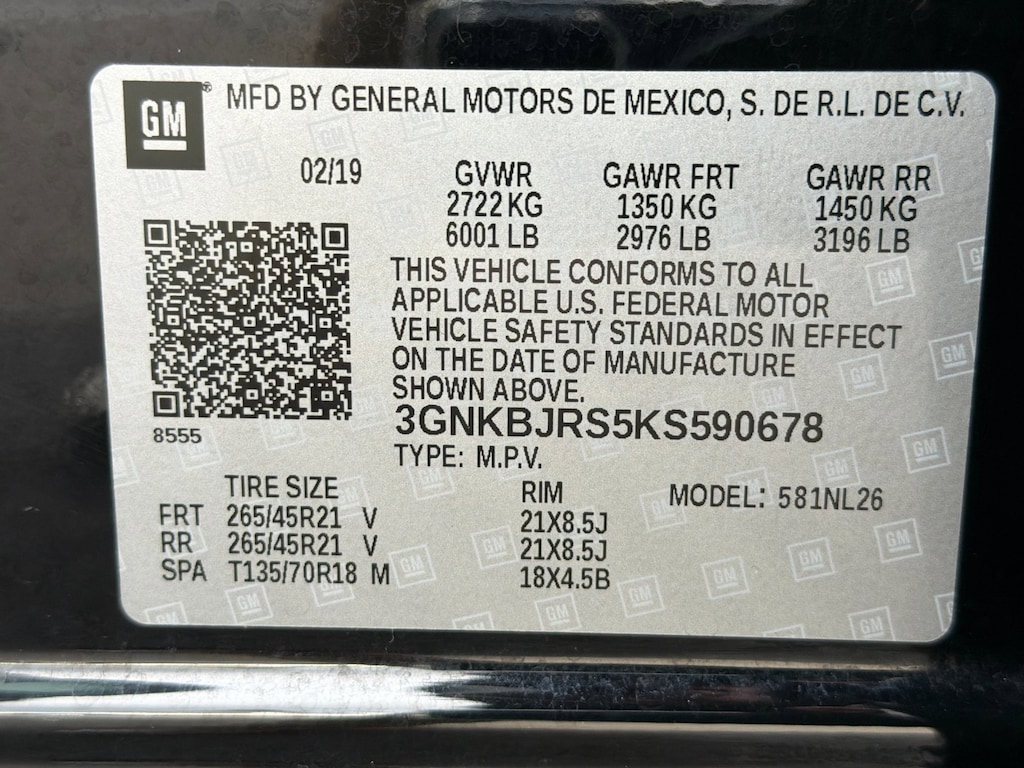 GM® MFD BY GENERAL MOTORS DE MEXICO, S. DE R.L. DE C.V.
02/19 GVWR GAWR FRT GAWR RR
2722 KG 1350 KG 1450 KG
6001 LB 2976 LB 3196 LB
THIS VEHICLE CONFORMS TO ALL
APPLICABLE U.S. FEDERAL MOTOR
VEHICLE SAFETY STANDARDS IN EFFECT
ON THE DATE OF MANUFACTURE
SHOWN ABOVE.
8555 3GNKBJRS5KS590678
TYPE: M.P.V.
TIRE SIZE RIM MODEL: 581NL26
FRT 265/45R21 V 21X8.5J
RR 265/45R21 V 21X8.5J
SPA T135/70R18 M 18X4.5B